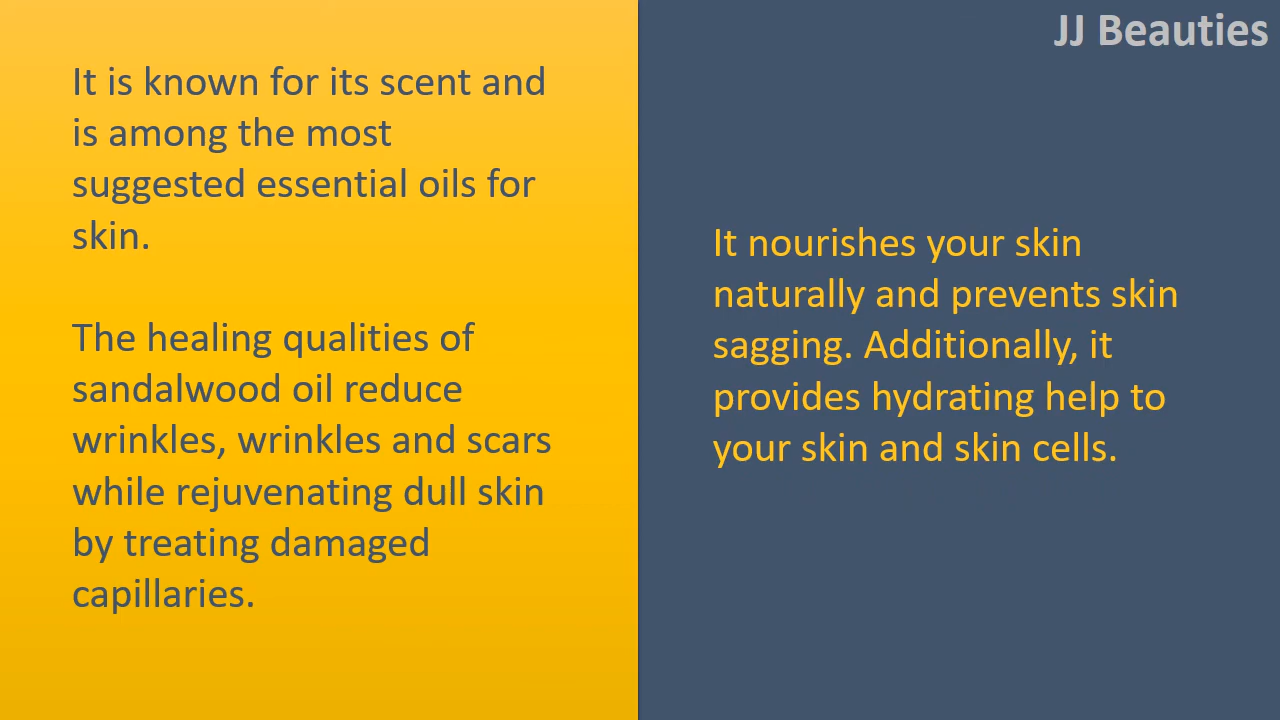 JJ Beauties
It is known for its scent and
is among the most
suggested essential oils for
skin.
The healing qualities of
sandalwood oil reduce
wrinkles, wrinkles and scars
while rejuvenating dull skin
by treating damaged
capillaries.
It nourishes your skin
naturally and prevents skin
sagging. Additionally, it
provides hydrating help to
your skin and skin cells.